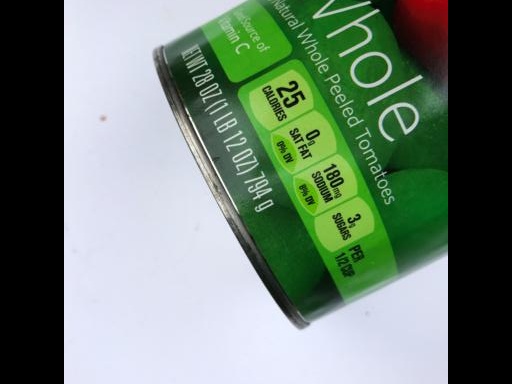 Whole
Natural Whole Peeled Tomatoes
Source of
Vitamin C
25
CALORIES
0g
SAT FAT
0% DV
180mg
SODIUM
8% DV
3g
SUGARS
PER
1/2 CUP
NET WT 28 OZ (1 LB 12 OZ) 794 g